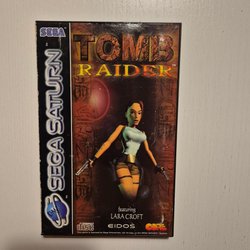 SEGA
TOMB
RAIDER
SEGA SATURN
featuring
LARA CROFT
EIDOS
CORE